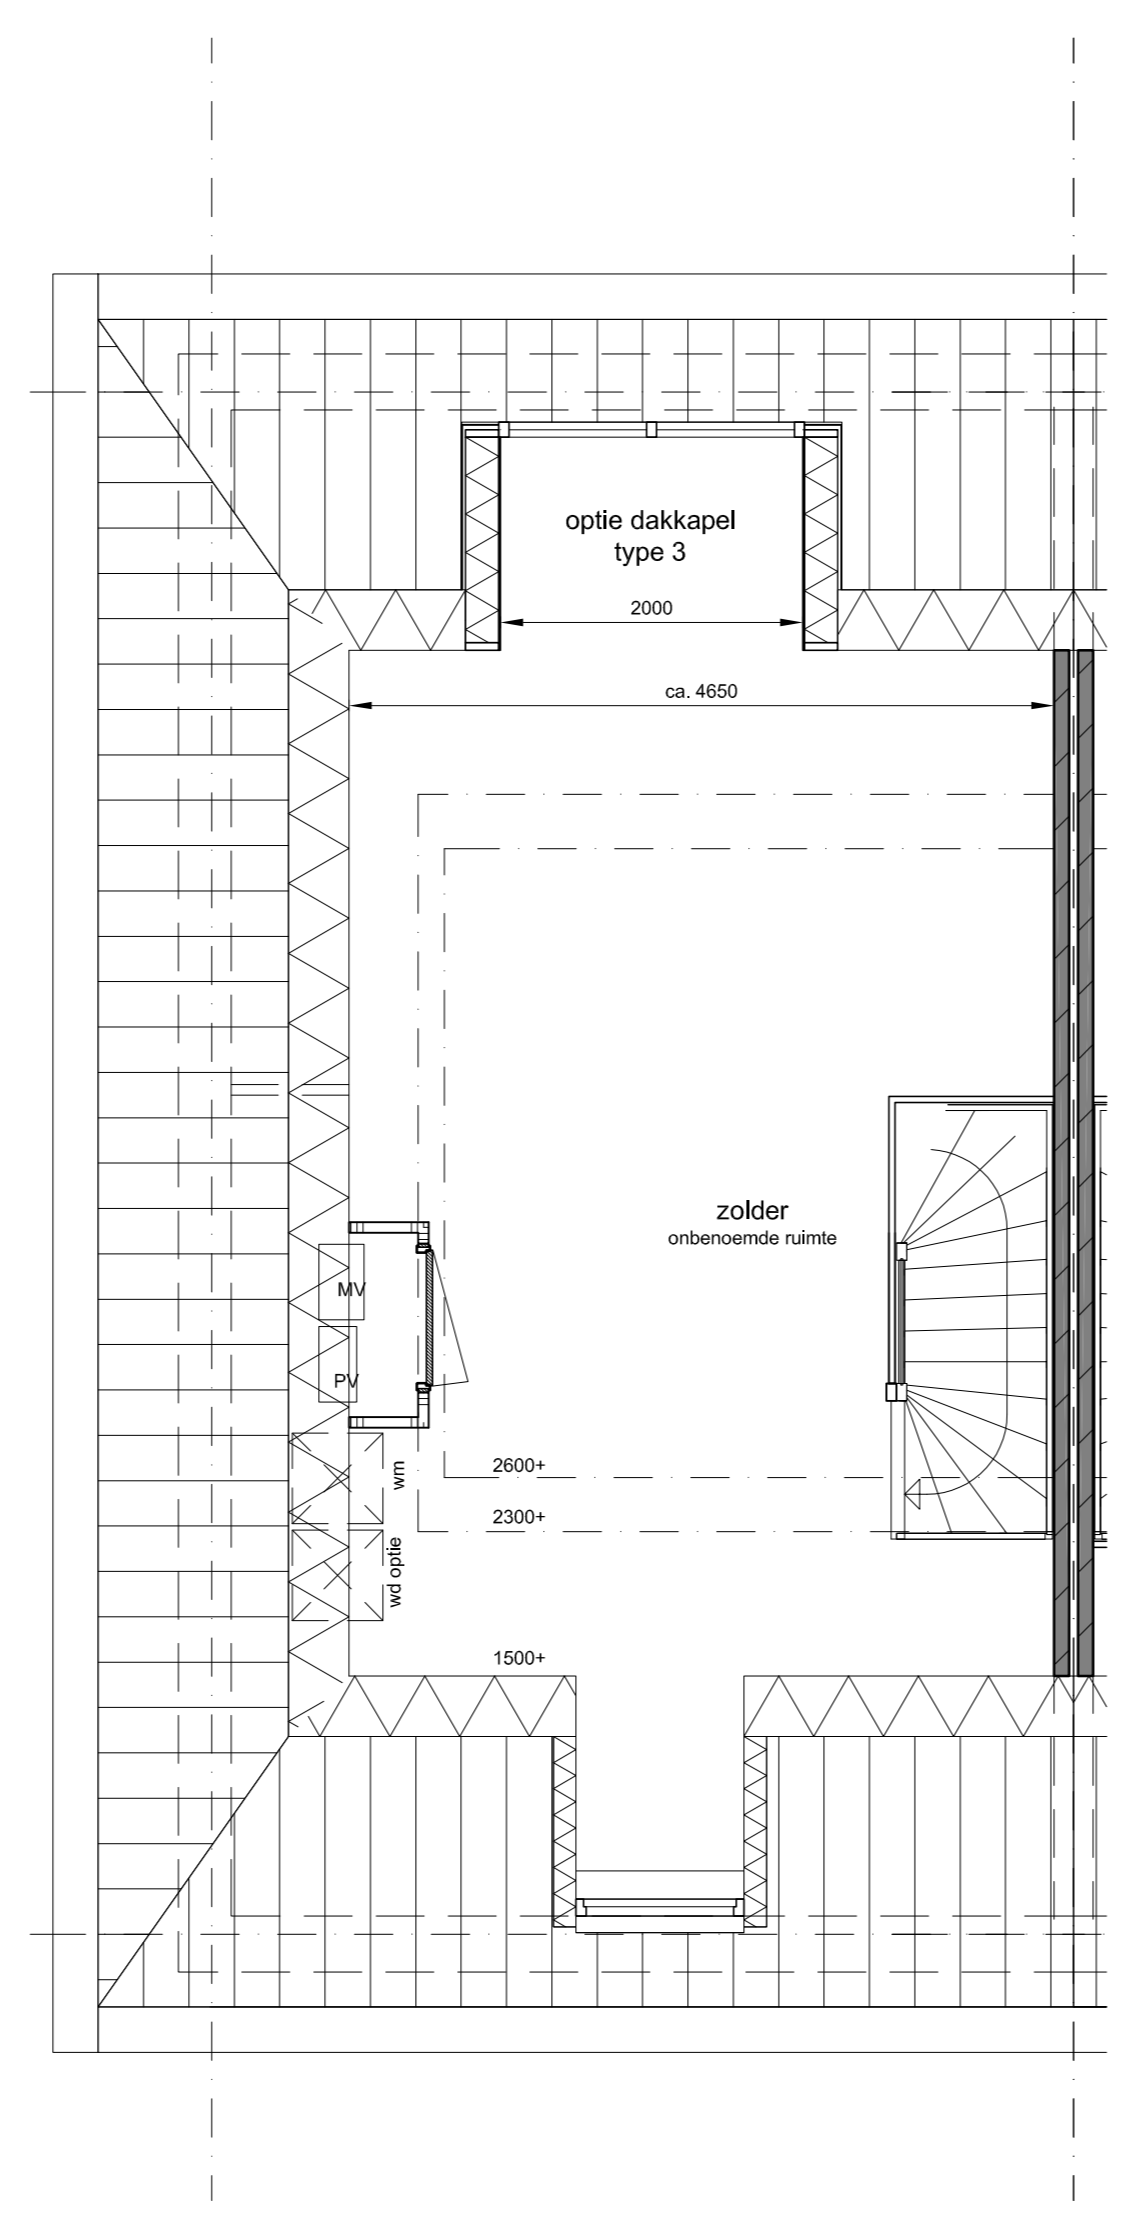 optie dakkapel
type 3
2000
ca. 4650
zolder
onbenoemde ruimte
MV
PV
wm
2600+
2300+
wd optie
1500+